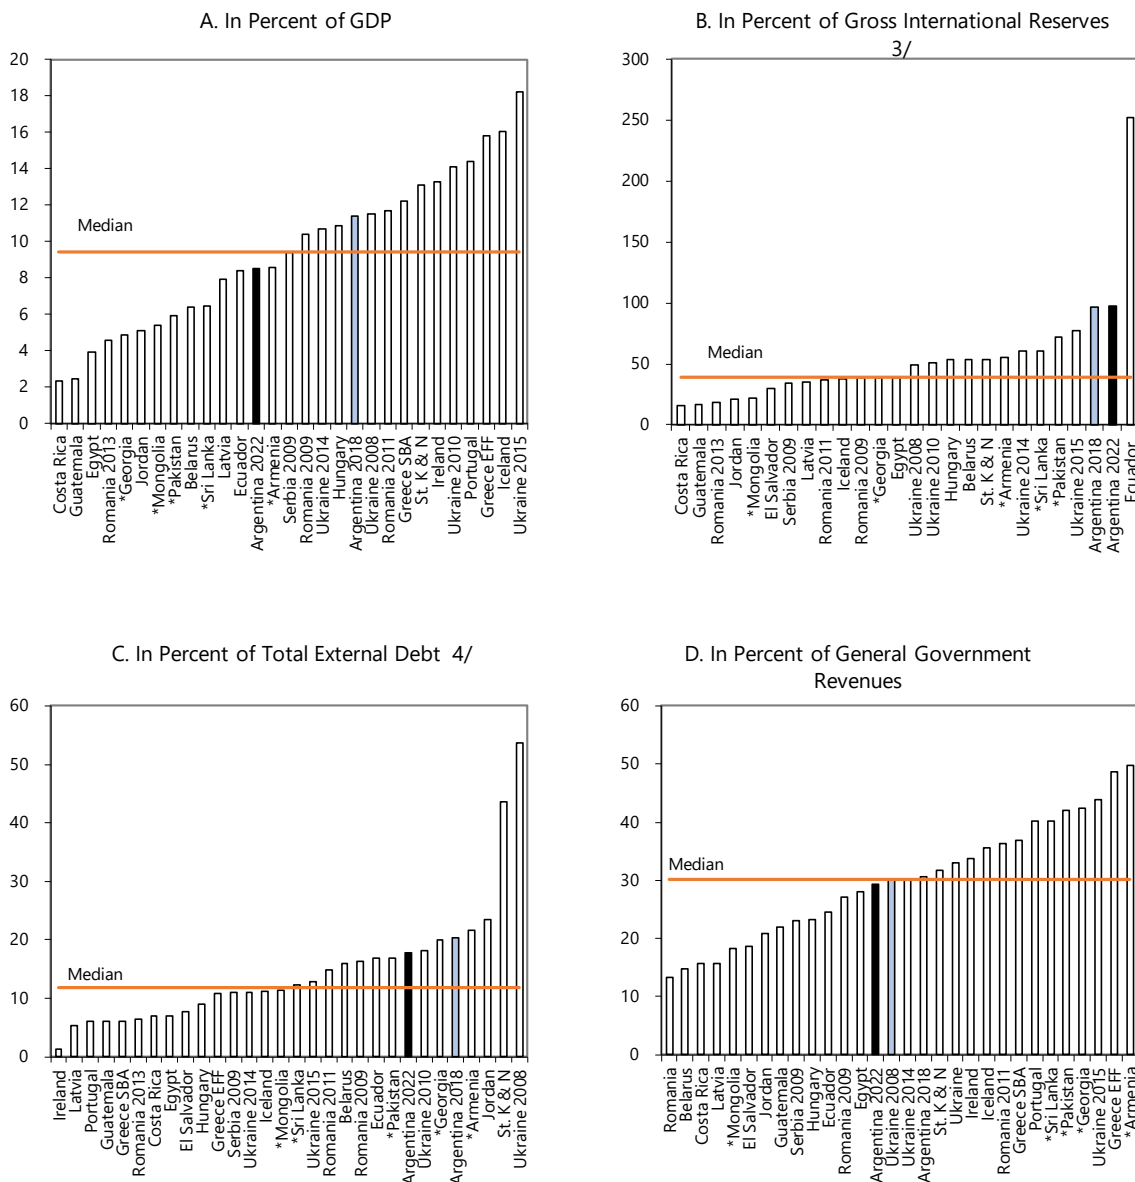 A. In Percent of GDP
20
18
16
14
12
10
8
6
4
2
0
Median
Costa Rica
Guatemala
Egypt
Romania 2013
*Georgia
Jordan
*Mongolia
*Pakistan
Belarus
*Sri Lanka
Latvia
Ecuador
Argentina 2022
*Armenia
Serbia 2009
Romania 2009
Ukraine 2014
Hungary
Argentina 2018
Ukraine 2008
Romania 2011
Greece SBA
St. K & N
Ireland
Ukraine 2010
Portugal
Greece EFF
Iceland
Ukraine 2015
B. In Percent of Gross International Reserves
3/
300
250
200
150
100
50
0
Median
Costa Rica
Guatemala
Romania 2013
Jordan
*Mongolia
El Salvador
Serbia 2009
Latvia
Romania 2011
Iceland
Romania 2009
*Georgia
Egypt
Ukraine 2008
Ukraine 2010
Hungary
Belarus
St. K & N
*Armenia
Ukraine 2014
*Sri Lanka
*Pakistan
Ukraine 2015
Argentina 2018
Argentina 2022
Ecuador
C. In Percent of Total External Debt 4/
60
50
40
30
20
10
0
Median
Ireland
Latvia
Portugal
Guatemala
Greece SBA
Romania 2013
Costa Rica
Egypt
El Salvador
Hungary
Greece EFF
Serbia 2009
Ukraine 2014
Iceland
*Mongolia
*Sri Lanka
Ukraine 2015
Romania 2011
Belarus
Romania 2009
Ecuador
*Pakistan
Argentina 2022
Ukraine 2010
*Georgia
Argentina 2018
*Armenia
Jordan
St. K & N
Ukraine 2008
D. In Percent of General Government
Revenues
60
50
40
30
20
10
0
Median
Romania
Belarus
Costa Rica
Latvia
*Mongolia
El Salvador
Jordan
Guatemala
Serbia 2009
Hungary
Ecuador
Romania 2009
Egypt
Argentina 2022
Ukraine 2008
Ukraine 2014
Argentina 2018
St. K & N
Ukraine
Ireland
Iceland
Romania 2011
Greece SBA
Portugal
*Sri Lanka
*Pakistan
*Georgia
Ukraine 2015
Greece EFF
*Armenia